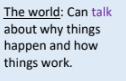 The world: Can talk
about why things
happen and how
things work.